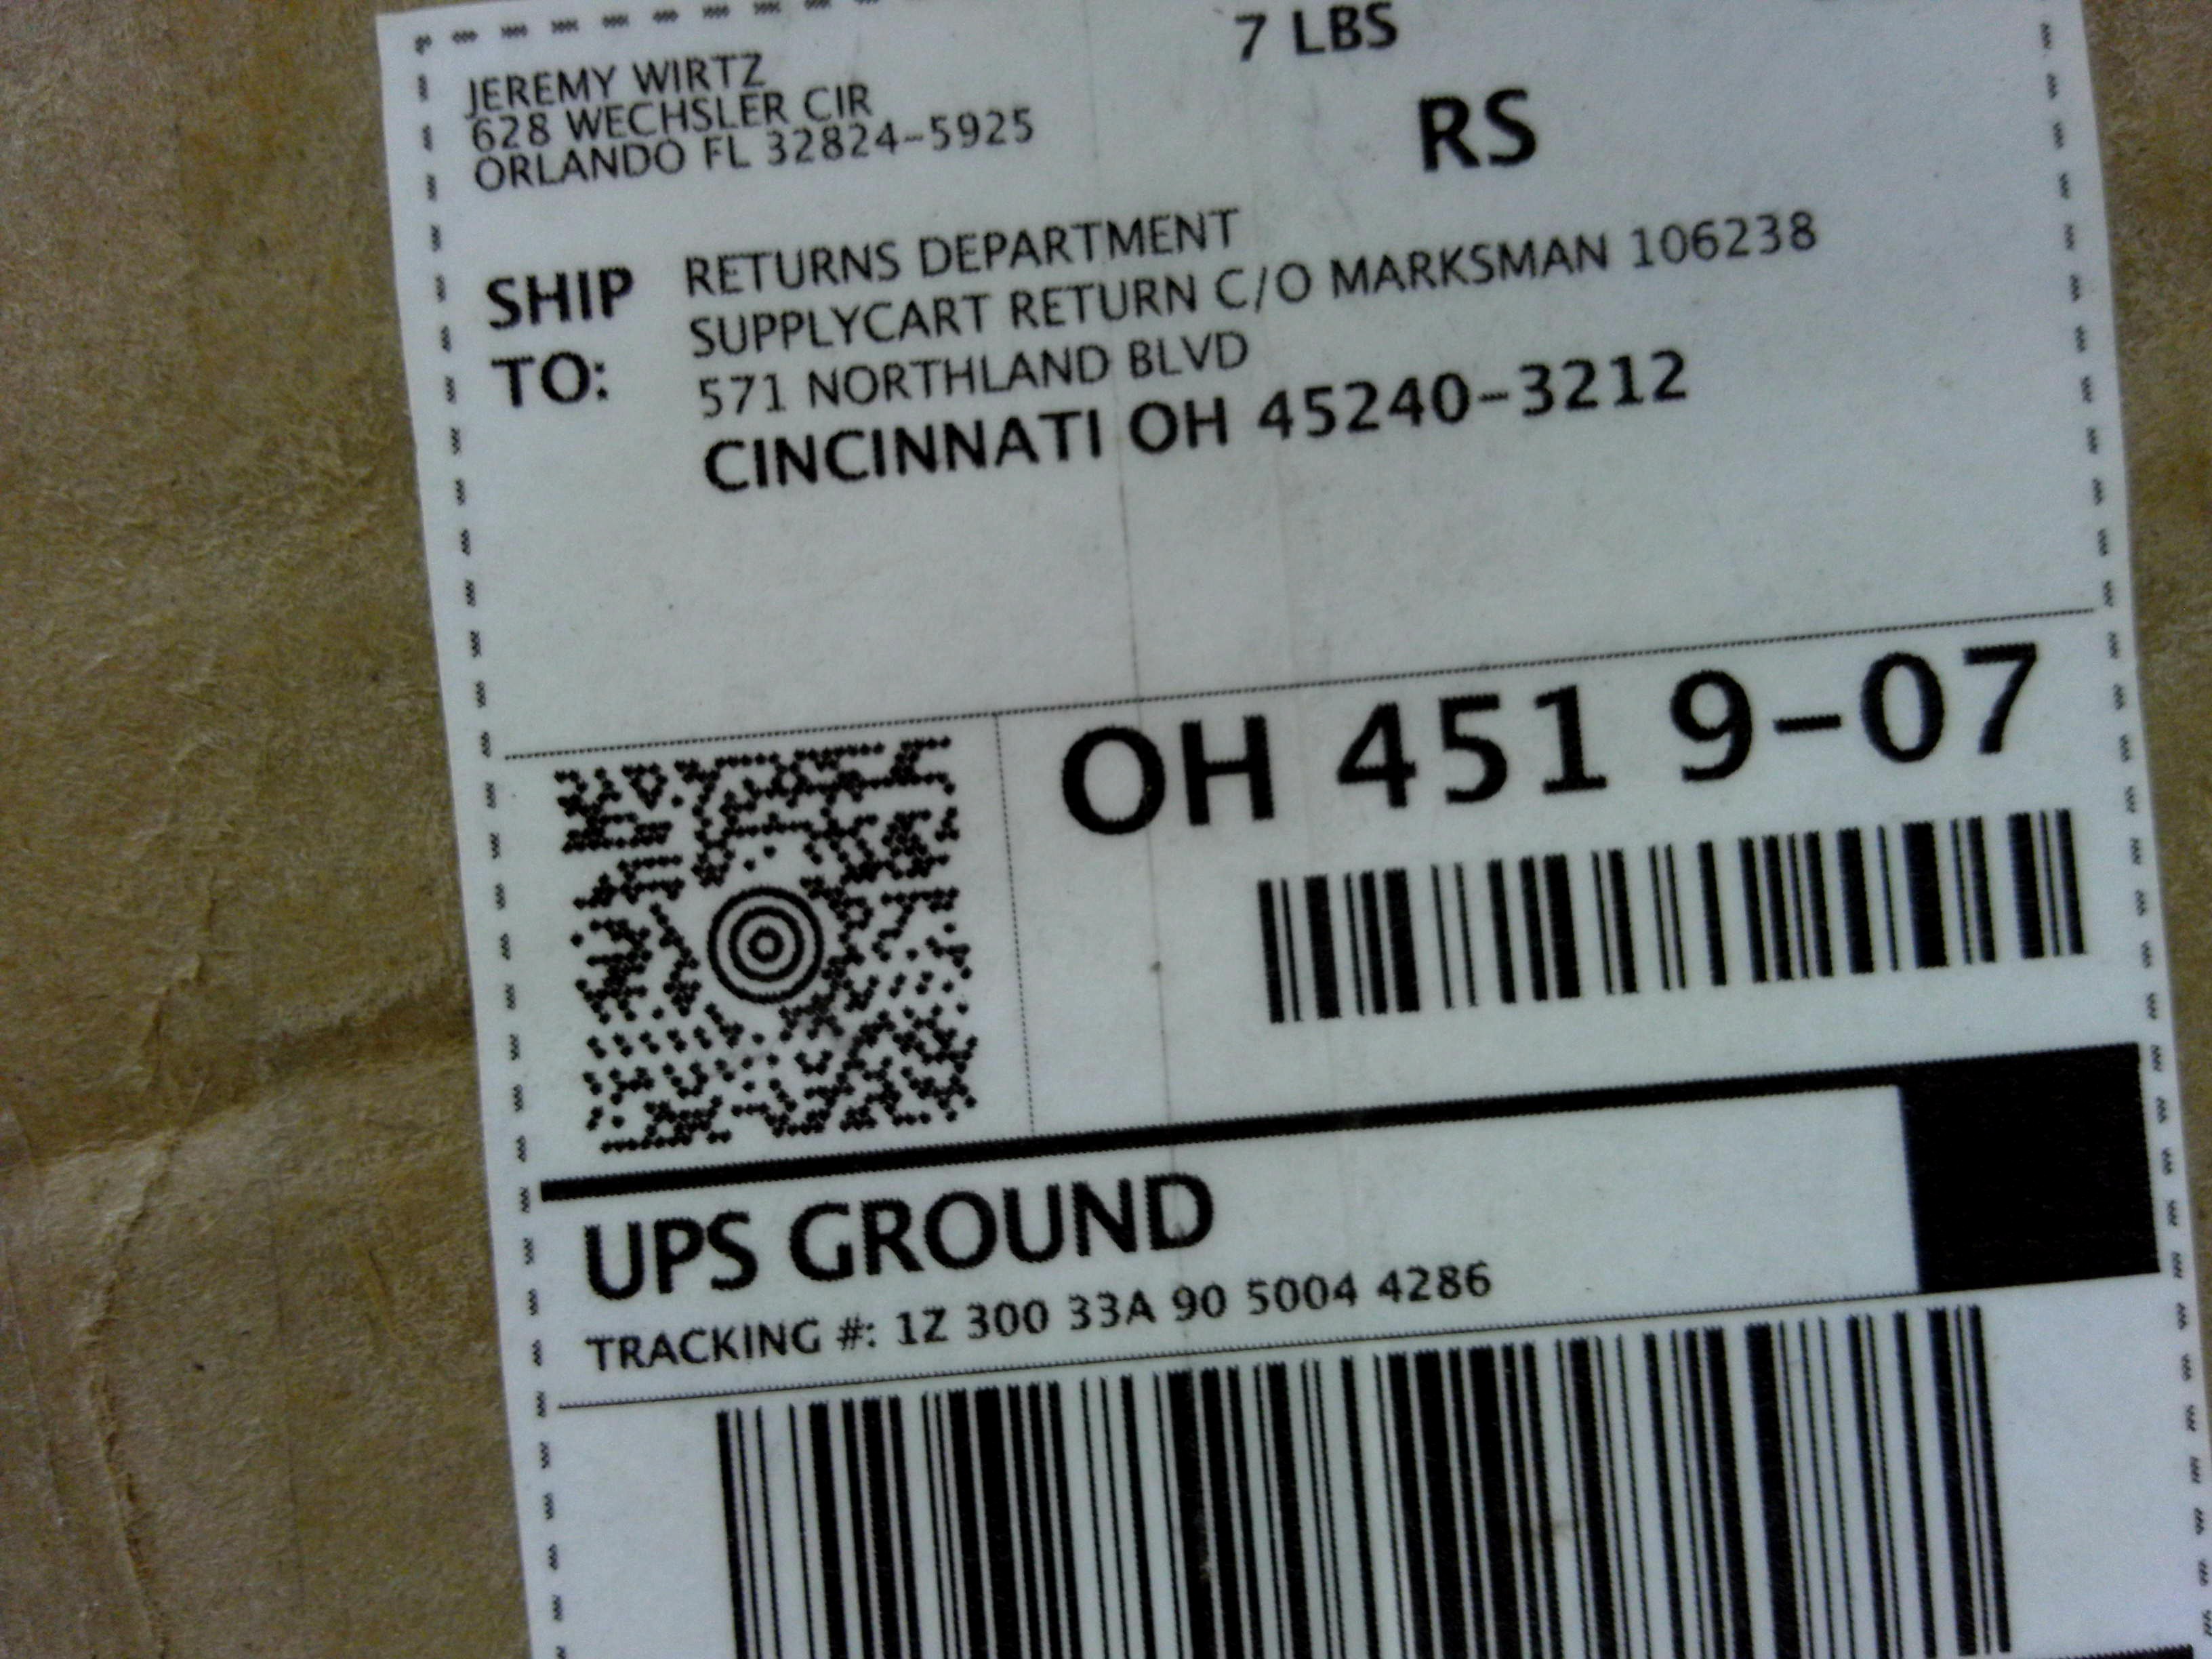 7 LBS
JEREMY WIRTZ
628 WECHSLER CIR
ORLANDO FL 32824-5925
RS
SHIP TO:
RETURNS DEPARTMENT
SUPPLYCART RETURN C/O MARKSMAN 106238
571 NORTHLAND BLVD
CINCINNATI OH 45240-3212
OH 451 9-07
UPS GROUND
TRACKING #: 1Z 300 33A 90 5004 4286